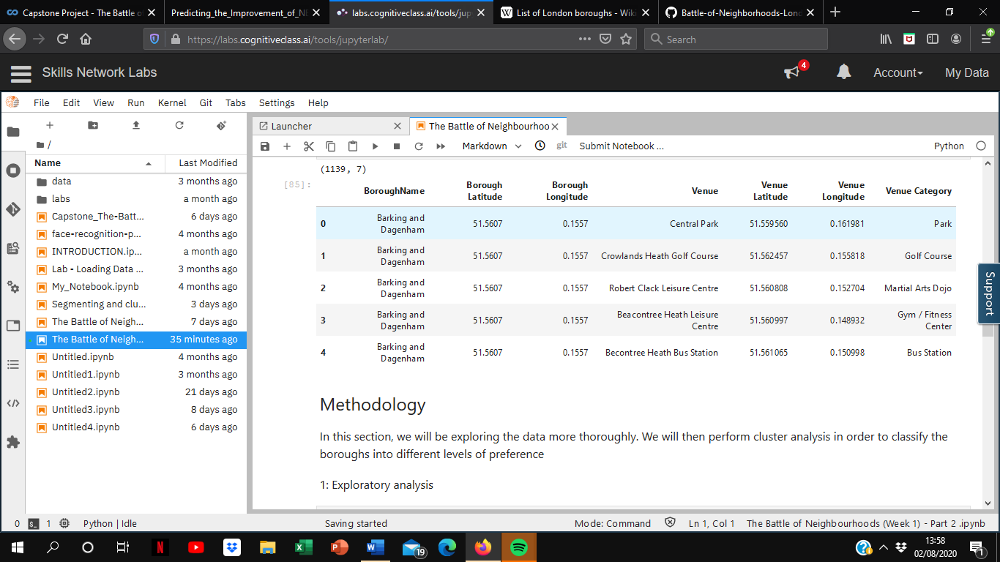 Capstone Project - The Battle of
Predicting_the_Improvement_of_NI
labs.cognitiveclass.ai/tools/jup
List of London boroughs - Wiki
Battle-of-Neighborhoods-Lond
https://labs.cognitiveclass.ai/tools/jupyterlab/
Search
Skills Network Labs
4
Account
My Data
File Edit View Run Kernel Git Tabs Settings Help
Launcher
The Battle of Neighbourhoo
/
Markdown
git
Submit Notebook ...
Python
Name
Last Modified
data 3 months ago
labs a month ago
Capstone_The-Batt... 6 days ago
face-recognition-p... 4 months ago
INTRODUCTION.ip... a month ago
Lab - Loading Data ... 3 months ago
My_Notebook.ipynb 4 months ago
Segmenting and clu... 3 days ago
The Battle of Neigh... 7 days ago
The Battle of Neigh... 35 minutes ago
Untitled.ipynb 4 months ago
Untitled1.ipynb 3 months ago
Untitled2.ipynb 21 days ago
Untitled3.ipynb 8 days ago
Untitled4.ipynb 6 days ago
(1139, 7)
[85]:
BoroughName Borough Latitude Borough Longitude Venue Venue Latitude Venue Longitude Venue Category
0 Barking and Dagenham 51.5607 0.1557 Central Park 51.559560 0.161981 Park
1 Barking and Dagenham 51.5607 0.1557 Crowlands Heath Golf Course 51.562457 0.155818 Golf Course
2 Barking and Dagenham 51.5607 0.1557 Robert Clack Leisure Centre 51.560808 0.152704 Martial Arts Dojo
3 Barking and Dagenham 51.5607 0.1557 Beacontree Heath Leisure Centre 51.560997 0.148932 Gym / Fitness Center
4 Barking and Dagenham 51.5607 0.1557 Becontree Heath Bus Station 51.561065 0.150998 Bus Station
Methodology
In this section, we will be exploring the data more thoroughly. We will then perform cluster analysis in order to classify the
boroughs into different levels of preference
1: Exploratory analysis
Support
0
1
Python | Idle
Saving started
Mode: Command
Ln 1, Col 1
The Battle of Neighbourhoods (Week 1) - Part 2 .ipynb
19
13:58
02/08/2020
1